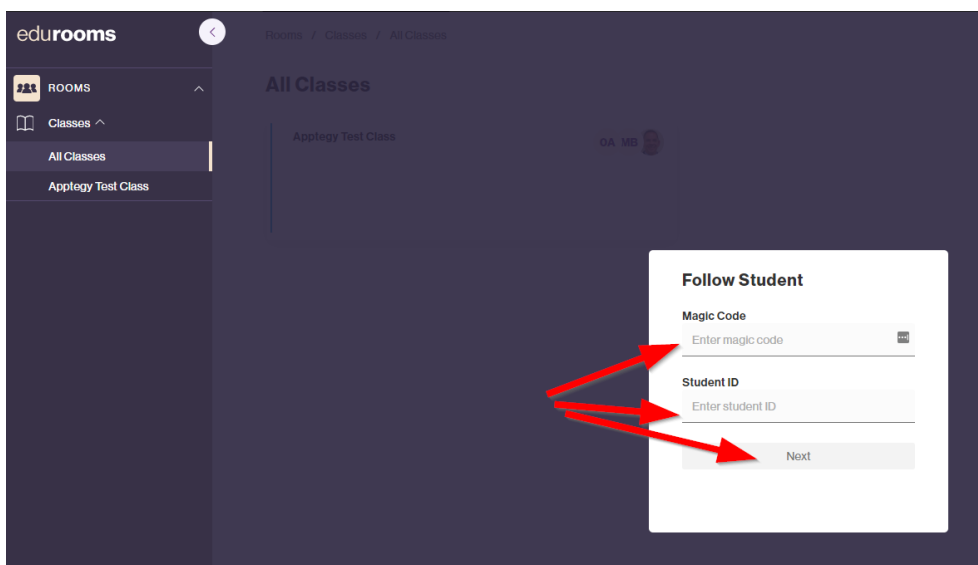 edurooms
ROOMS
Classes
All Classes
Apptegy Test Class
Rooms / Classes / All Classes
All Classes
Apptegy Test Class
OA MB
Follow Student
Magic Code
Enter magic code
Student ID
Enter student ID
Next